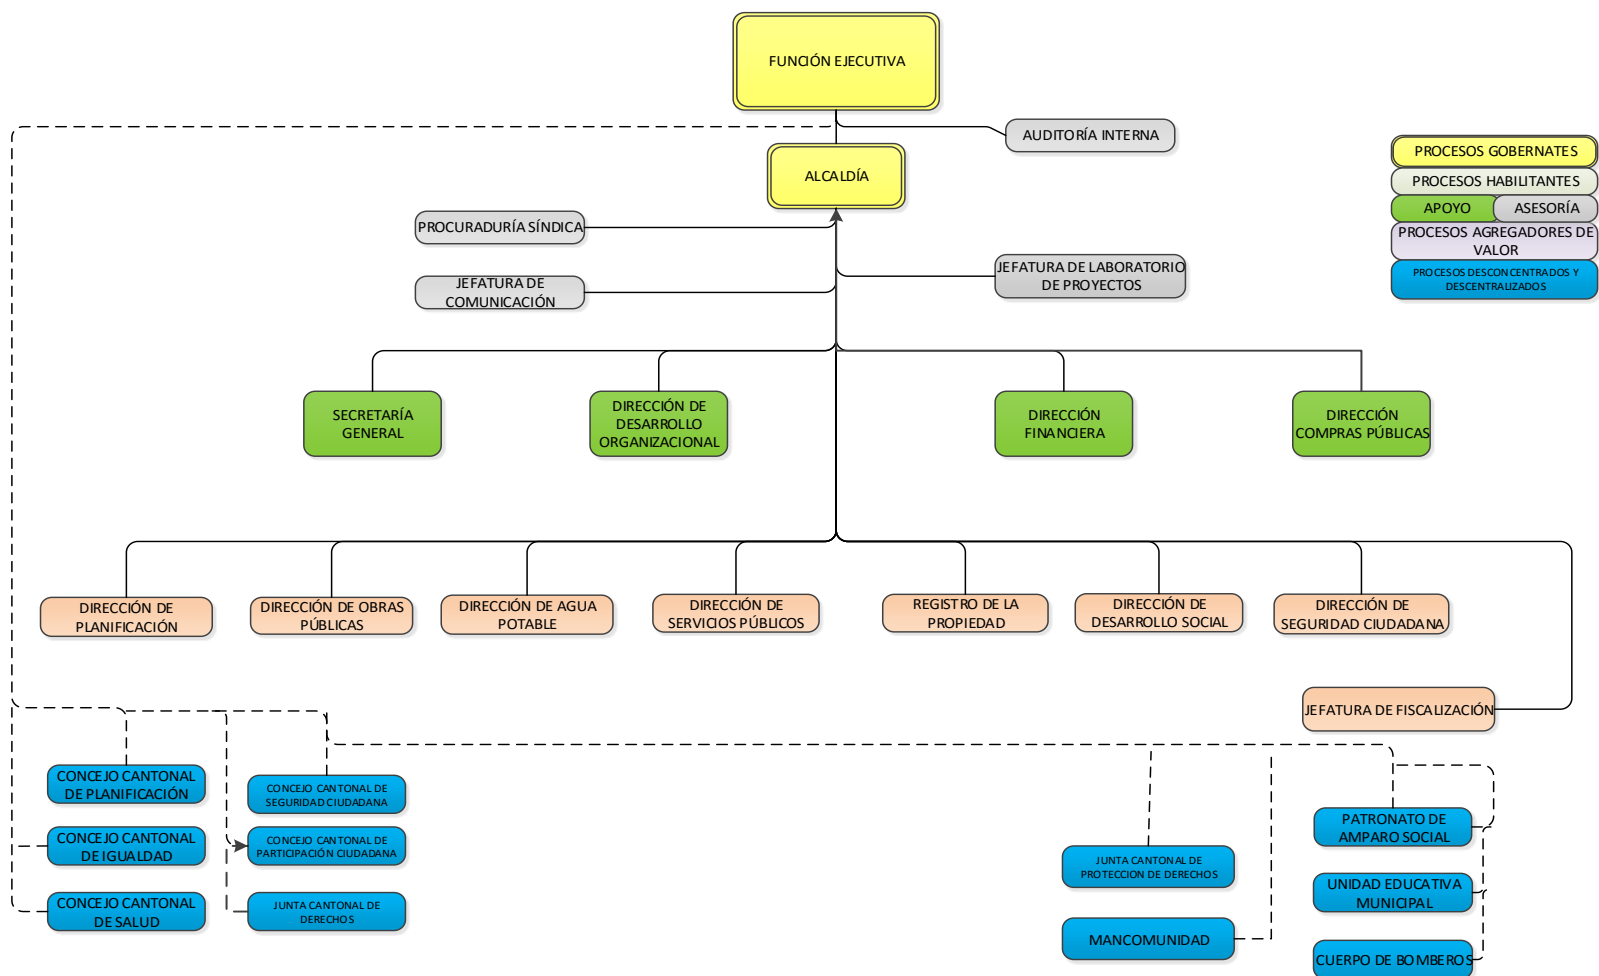 FUNCIÓN EJECUTIVA
AUDITORÍA INTERNA
ALCALDÍA
PROCESOS GOBERNATES
PROCESOS HABILITANTES
APOYO
ASESORÍA
PROCESOS AGREGADORES DE
VALOR
PROCESOS DESCONCENTRADOS Y
DESCENTRALIZADOS
PROCURADURÍA SÍNDICA
JEFATURA DE
COMUNICACIÓN
JEFATURA DE LABORATORIO
DE PROYECTOS
SECRETARÍA
GENERAL
DIRECCIÓN DE
DESARROLLO
ORGANIZACIONAL
DIRECCIÓN
FINANCIERA
DIRECCIÓN
COMPRAS PÚBLICAS
DIRECCIÓN DE
PLANIFICACIÓN
DIRECCIÓN DE OBRAS
PÚBLICAS
DIRECCIÓN DE AGUA
POTABLE
DIRECCIÓN DE
SERVICIOS PÚBLICOS
REGISTRO DE LA
PROPIEDAD
DIRECCIÓN DE
DESARROLLO SOCIAL
DIRECCIÓN DE
SEGURIDAD CIUDADANA
JEFATURA DE FISCALIZACIÓN
CONCEJO CANTONAL
DE PLANIFICACIÓN
CONCEJO CANTONAL DE
SEGURIDAD CIUDADANA
CONCEJO CANTONAL
DE IGUALDAD
CONCEJO CANTONAL DE
PARTICIPACIÓN CIUDADANA
CONCEJO CANTONAL
DE SALUD
JUNTA CANTONAL DE
DERECHOS
JUNTA CANTONAL DE
PROTECCION DE DERECHOS
MANCOMUNIDAD
PATRONATO DE
AMPARO SOCIAL
UNIDAD EDUCATIVA
MUNICIPAL
CUERPO DE BOMBEROS